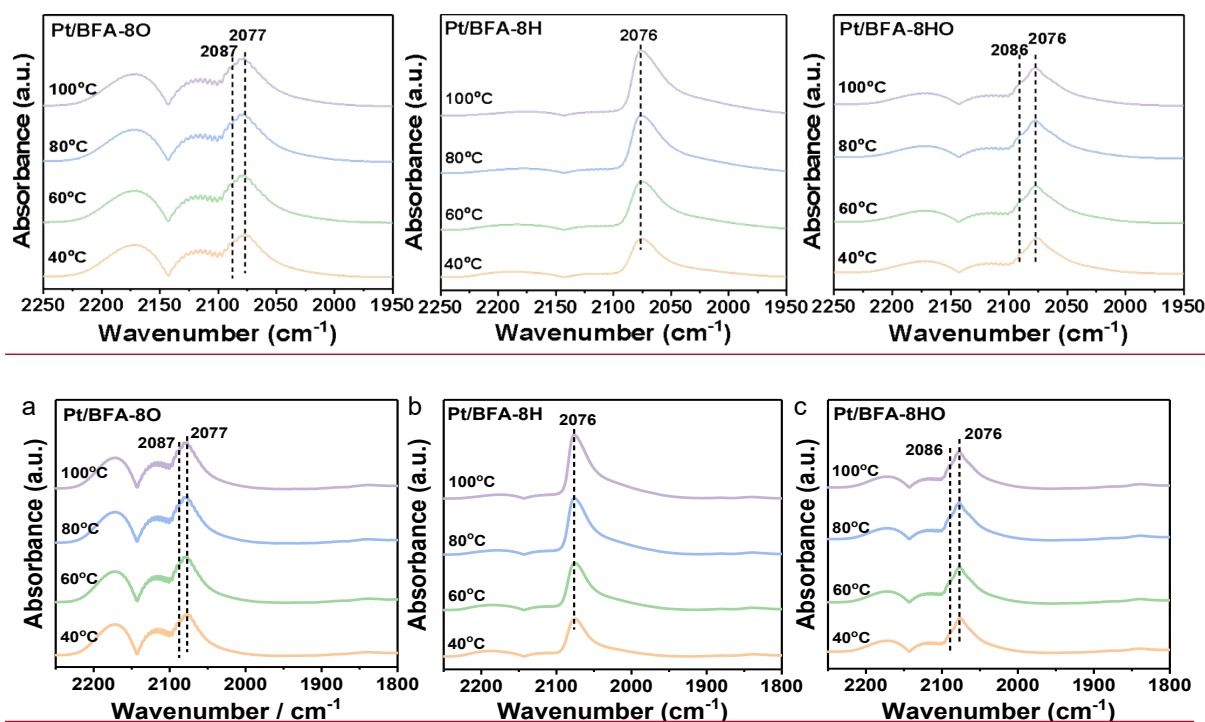 Pt/BFA-8O
2087
2077
100°C
80°C
60°C
40°C
2250 2200 2150 2100 2050 2000 1950
Wavenumber (cm⁻¹)
Absorbance (a.u.)
Pt/BFA-8H
2076
100°C
80°C
60°C
40°C
2250 2200 2150 2100 2050 2000 1950
Wavenumber (cm⁻¹)
Absorbance (a.u.)
Pt/BFA-8HO
2086
2076
100°C
80°C
60°C
40°C
2250 2200 2150 2100 2050 2000 1950
Wavenumber (cm⁻¹)
Absorbance (a.u.)
a
Pt/BFA-8O
2087
2077
100°C
80°C
60°C
40°C
2200 2100 2000 1900 1800
Wavenumber / cm⁻¹
Absorbance (a.u.)
b
Pt/BFA-8H
2076
100°C
80°C
60°C
40°C
2200 2100 2000 1900 1800
Wavenumber (cm⁻¹)
Absorbance (a.u.)
c
Pt/BFA-8HO
2086
2076
100°C
80°C
60°C
40°C
2200 2100 2000 1900 1800
Wavenumber (cm⁻¹)
Absorbance (a.u.)